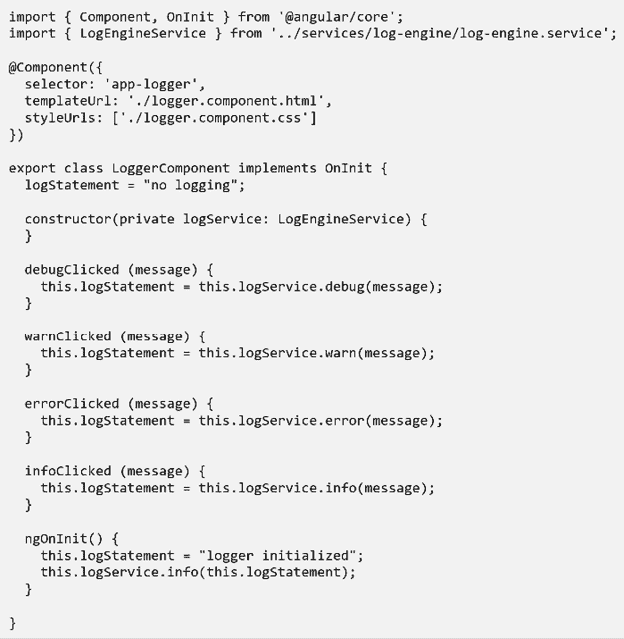 import { Component, OnInit } from '@angular/core';
import { LogEngineService } from '../services/log-engine/log-engine.service';

@Component({
  selector: 'app-logger',
  templateUrl: './logger.component.html',
  styleUrls: ['./logger.component.css']
})

export class LoggerComponent implements OnInit {
  logStatement = "no logging";

  constructor(private logService: LogEngineService) {
  }

  debugClicked (message) {
    this.logStatement = this.logService.debug(message);
  }

  warnClicked (message) {
    this.logStatement = this.logService.warn(message);
  }

  errorClicked (message) {
    this.logStatement = this.logService.error(message);
  }

  infoClicked (message) {
    this.logStatement = this.logService.info(message);
  }

  ngOnInit() {
    this.logStatement = "logger initialized";
    this.logService.info(this.logStatement);
  }

}